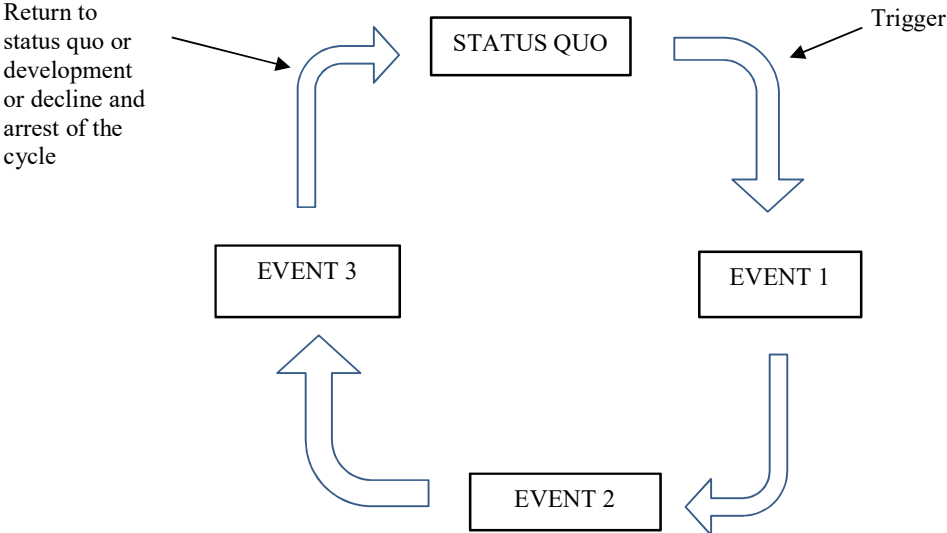 Return to
status quo or
development
or decline and
arrest of the
cycle
STATUS QUO
Trigger
EVENT 3
EVENT 1
EVENT 2